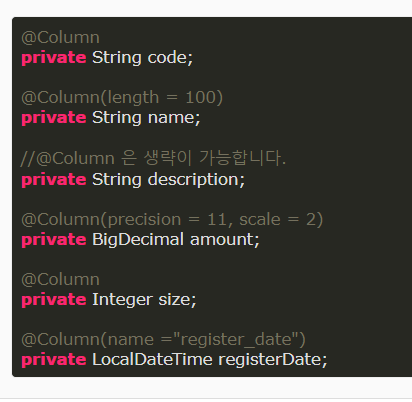 @Column
private String code;
@Column(length = 100)
private String name;
//@Column 은 생략이 가능합니다.
private String description;
@Column(precision = 11, scale = 2)
private BigDecimal amount;
@Column
private Integer size;
@Column(name ="register_date")
private LocalDateTime registerDate;